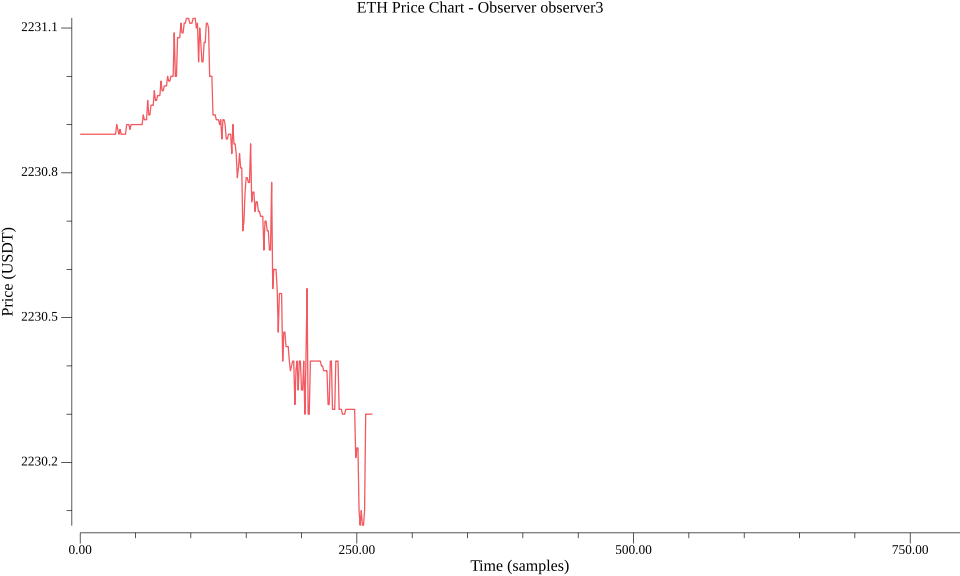 ETH Price Chart - Observer observer3
2231.1
2230.8
2230.5
2230.2
Price (USDT)
0.00 250.00 500.00 750.00
Time (samples)